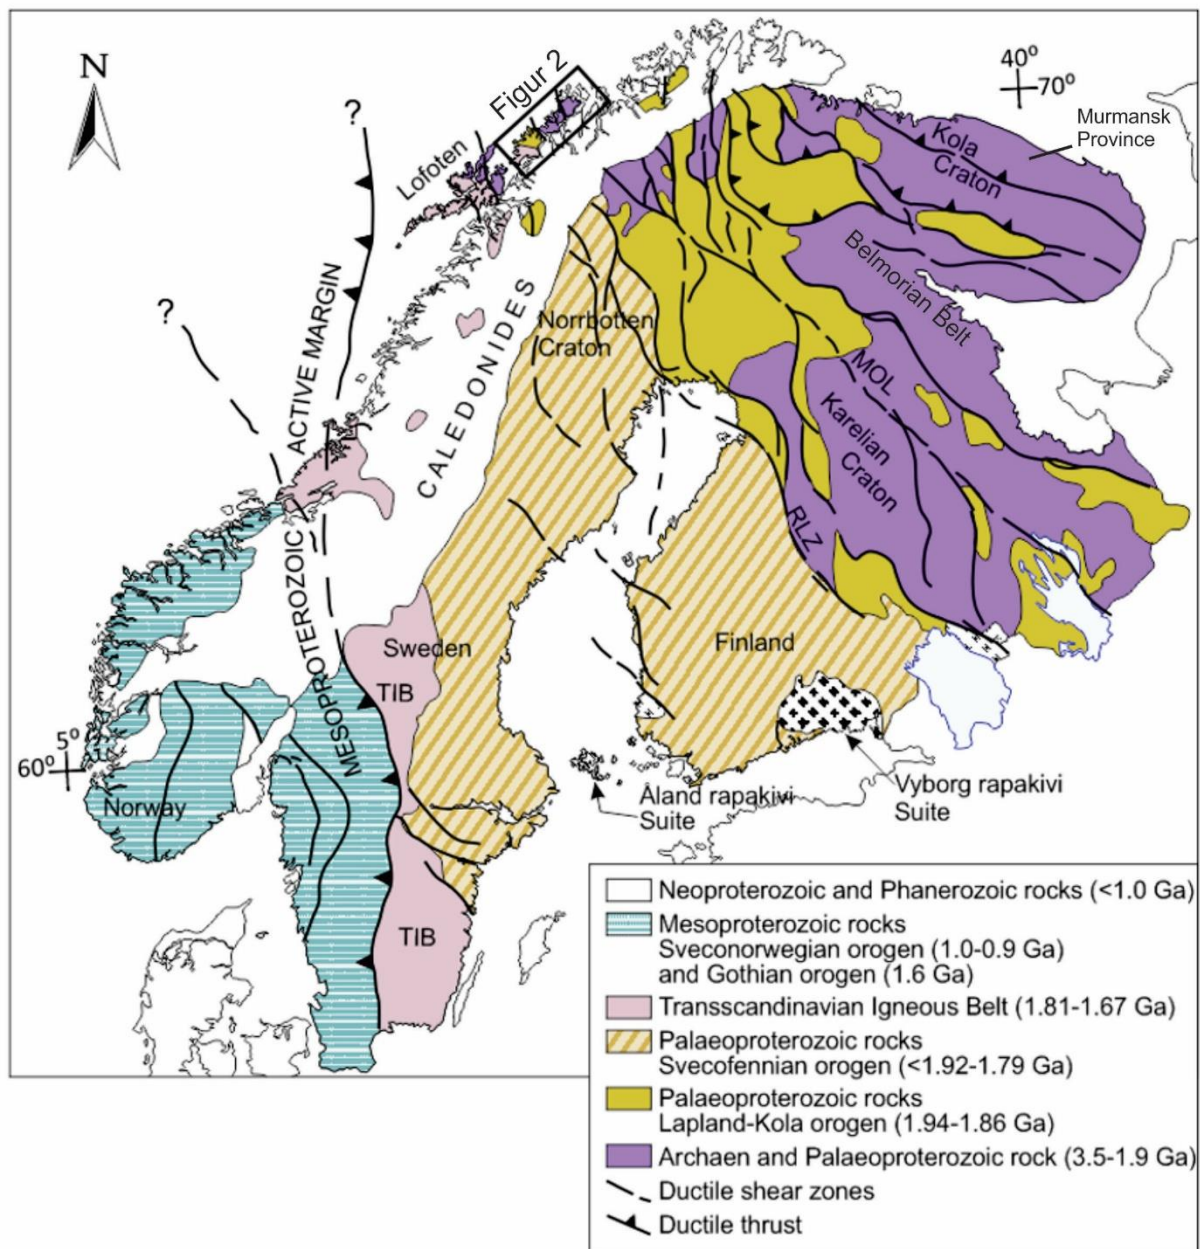 N
40º
70º
Murmansk
Province
Figur 2
?
Lofoten
Kola
Craton
Belmorian Belt
?
ACTIVE MARGIN
CALEDONIDES
Norrbotten
Craton
MOL
Karelian
Craton
RLZ
MESOPROTEROZOIC
Sweden
TIB
Finland
5º
60º
Norway
Åland rapakivi
Suite
Vyborg rapakivi
Suite
TIB
Neoproterozoic and Phanerozoic rocks (<1.0 Ga)
Mesoproterozoic rocks
Sveconorwegian orogen (1.0-0.9 Ga)
and Gothian orogen (1.6 Ga)
Transscandinavian Igneous Belt (1.81-1.67 Ga)
Palaeoproterozoic rocks
Svecofennian orogen (<1.92-1.79 Ga)
Palaeoproterozoic rocks
Lapland-Kola orogen (1.94-1.86 Ga)
Archaen and Palaeoproterozoic rock (3.5-1.9 Ga)
Ductile shear zones
Ductile thrust